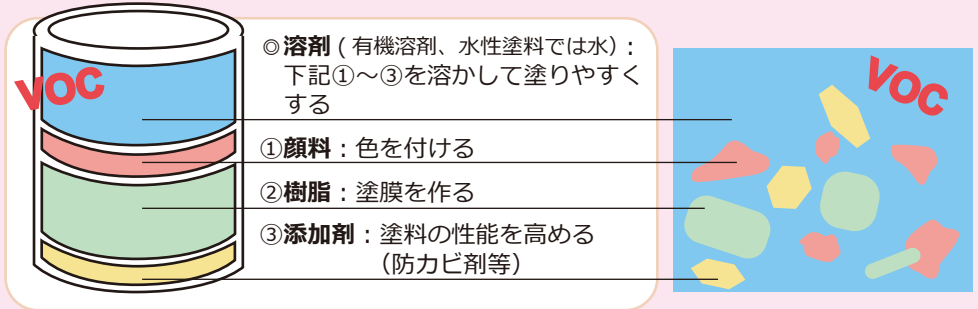 VOC
◎溶剤(有機溶剤、水性塗料では水):
下記①～③を溶かして塗りやすく
する
①顔料:色を付ける
②樹脂:塗膜を作る
③添加剤:塗料の性能を高める
(防カビ剤等)
VOC